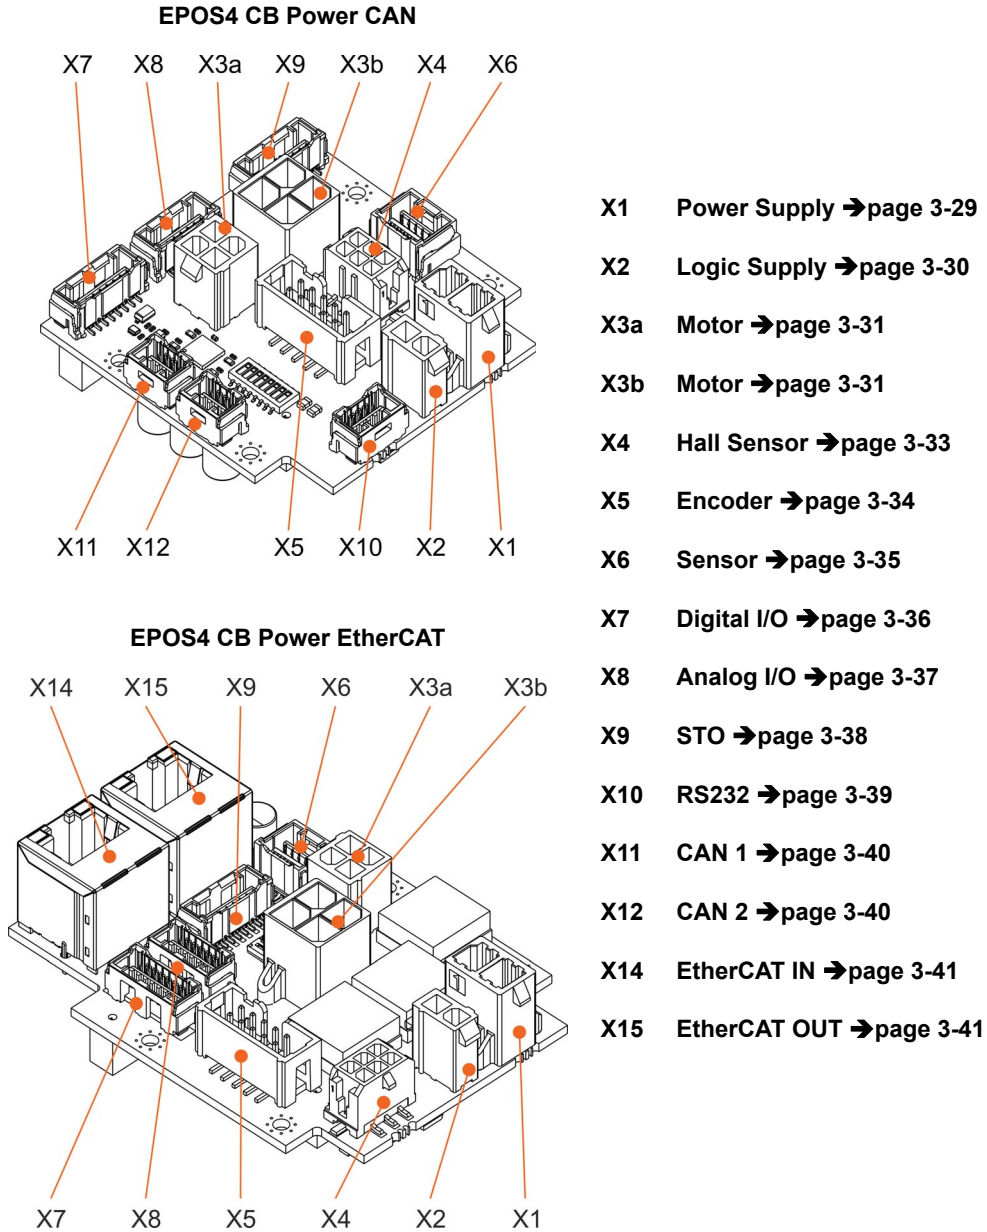 EPOS4 CB Power CAN
X7 X8 X3a X9 X3b X4 X6
1
X11 X12 X5 X10 X2 X1
EPOS4 CB Power EtherCAT
X14 X15 X9 X6 X3a X3b
1
X7 X8 X5 X4 X2 X1
X1 Power Supply ➔page 3-29
X2 Logic Supply ➔page 3-30
X3a Motor ➔page 3-31
X3b Motor ➔page 3-31
X4 Hall Sensor ➔page 3-33
X5 Encoder ➔page 3-34
X6 Sensor ➔page 3-35
X7 Digital I/O ➔page 3-36
X8 Analog I/O ➔page 3-37
X9 STO ➔page 3-38
X10 RS232 ➔page 3-39
X11 CAN 1 ➔page 3-40
X12 CAN 2 ➔page 3-40
X14 EtherCAT IN ➔page 3-41
X15 EtherCAT OUT ➔page 3-41